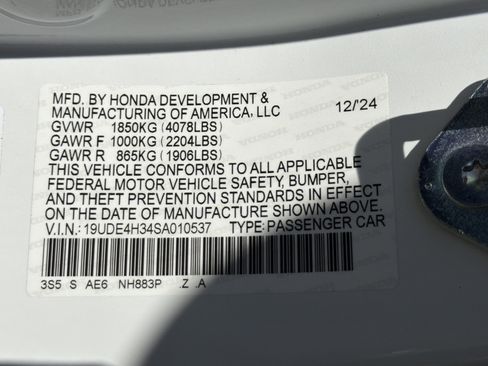 MFD. BY HONDA DEVELOPMENT &
MANUFACTURING OF AMERICA, LLC 12/24
GVWR 1850KG (4078LBS)
GAWR F 1000KG (2204LBS)
GAWR R 865KG (1906LBS)
THIS VEHICLE CONFORMS TO ALL APPLICABLE
FEDERAL MOTOR VEHICLE SAFETY, BUMPER,
AND THEFT PREVENTION STANDARDS IN EFFECT
ON THE DATE OF MANUFACTURE SHOWN ABOVE.
V.I.N.: 19UDE4H34SA010537 TYPE: PASSENGER CAR
3S5 S AE6 NH883P .Z .A